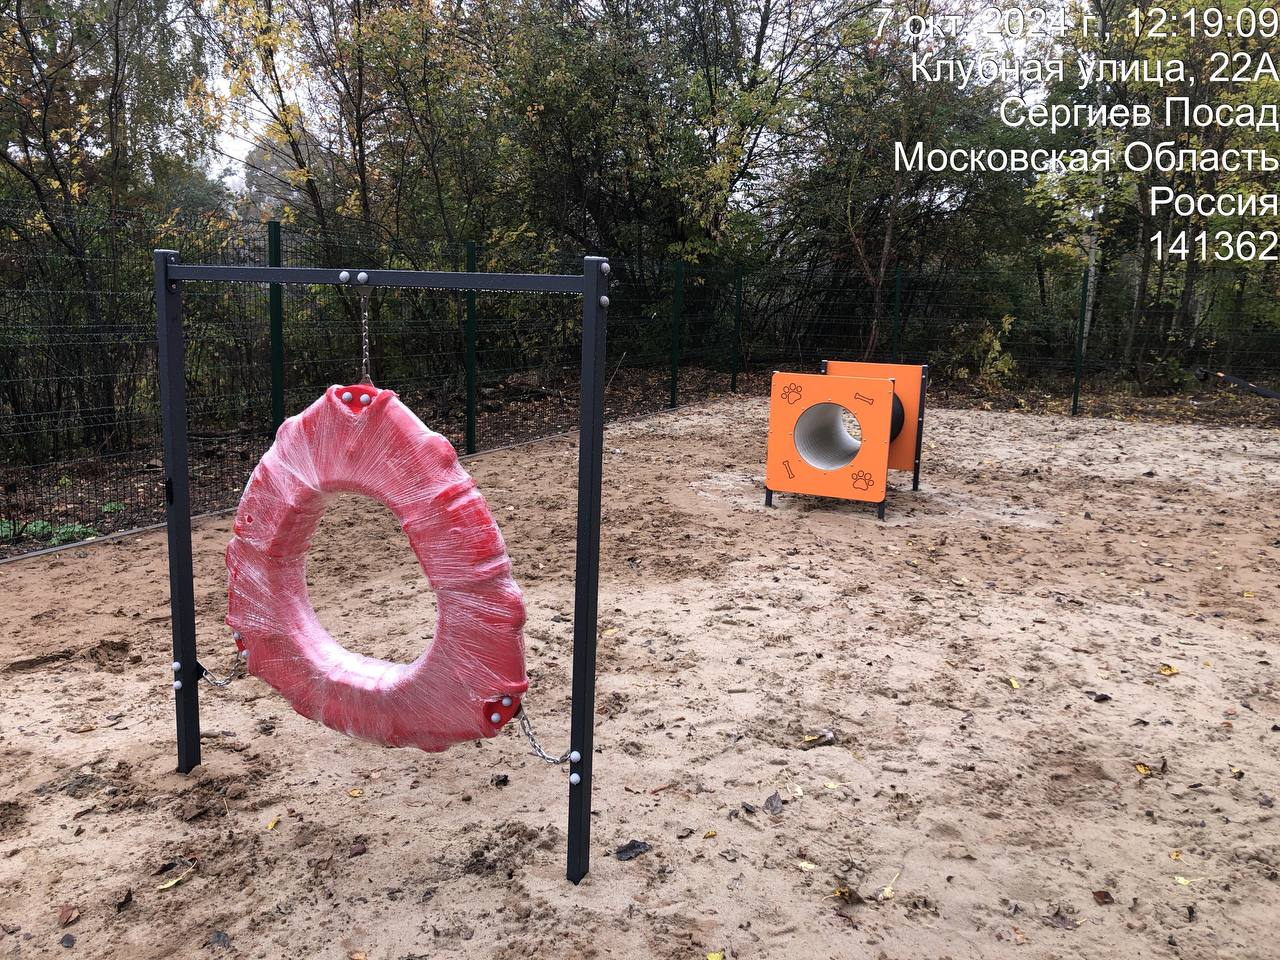 7 окт. 2024 г., 12:19:09
Клубная улица, 22А
Сергиев Посад
Московская Область
Россия
141362